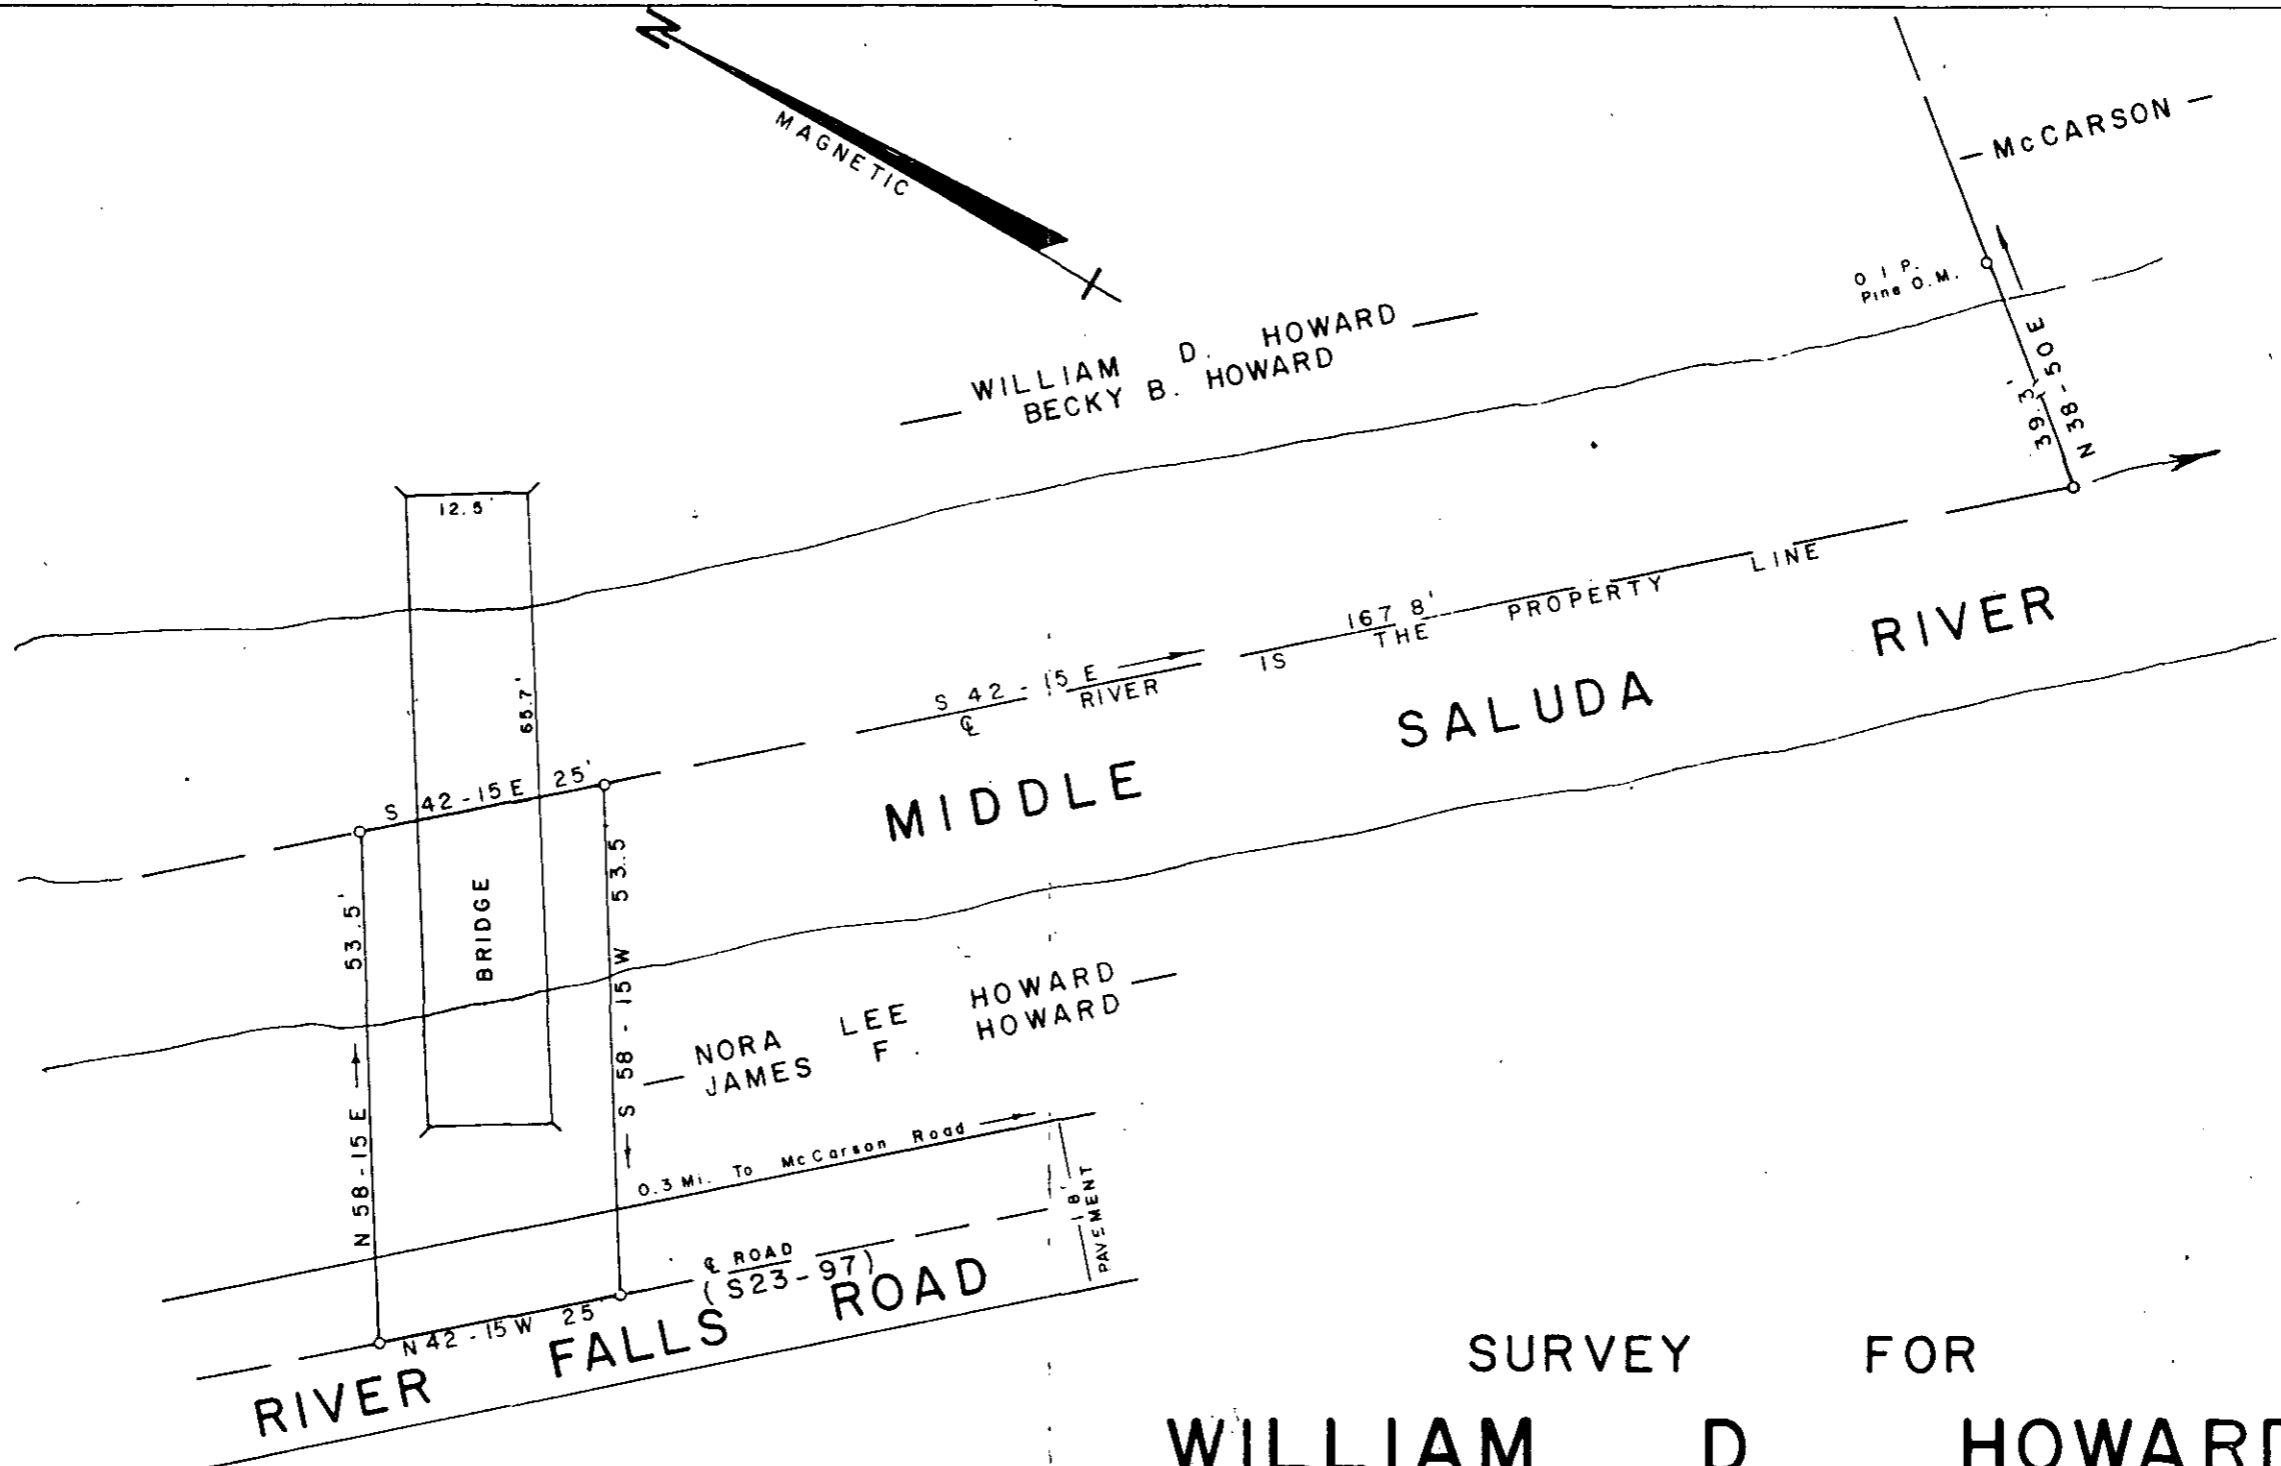 N
MAGNETIC
— McCARSON —
O I P.
Pine O.M.
39.3'
N 38-50 E
— WILLIAM D. HOWARD —
BECKY B. HOWARD
12.5'
65.7'
S 42-15 E 25'
S 42-15 E
167 8'
℄ RIVER IS THE PROPERTY LINE
MIDDLE SALUDA RIVER
53.5'
N 58-15 E
BRIDGE
S 58-15 W 53.5
— NORA LEE HOWARD —
JAMES F. HOWARD
0.3 Mi. To McCarson Road
18'
PAVEMENT
℄ ROAD
(S23-97)
N 42-15 W 25'
RIVER FALLS ROAD
SURVEY FOR
WILLIAM D HOWARD